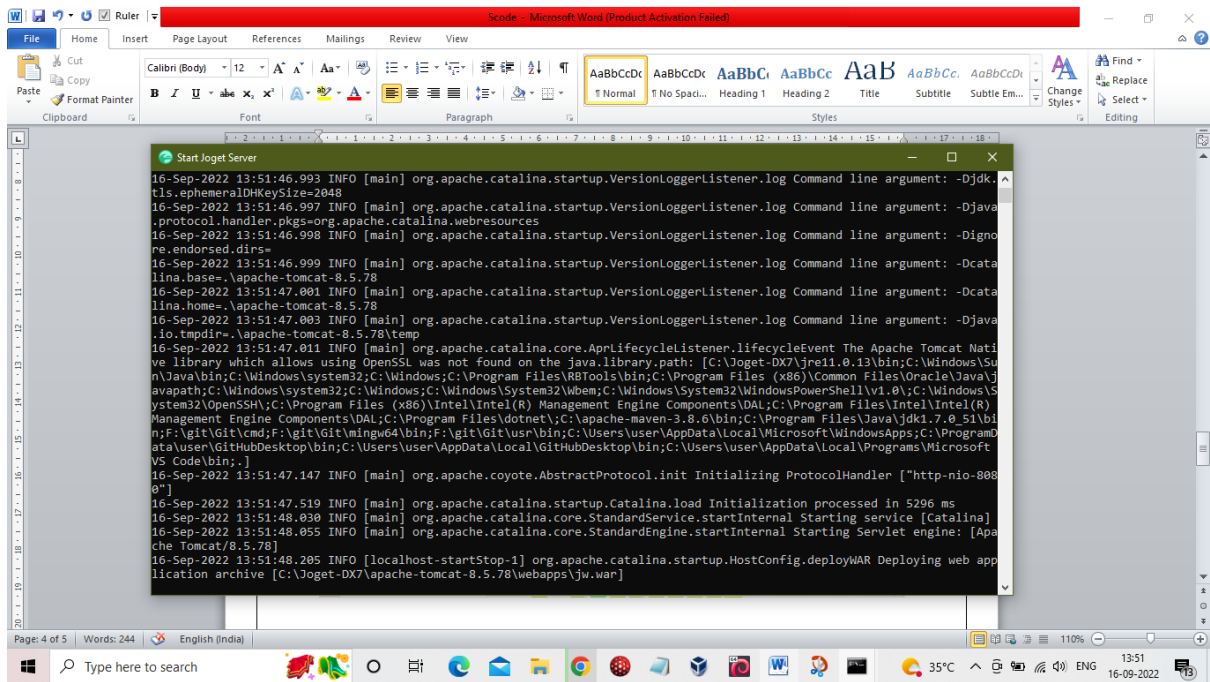 Ruler
Scode - Microsoft Word (Product Activation Failed)
File Home Insert Page Layout References Mailings Review View
Cut
Copy
Paste
Format Painter
Clipboard
Calibri (Body) 12
Font
Paragraph
AaBbCcDc AaBbCcDc AaBbCc AaBbCc AaB AaBbCc. AaBbCcDc
¶ Normal ¶ No Spaci... Heading 1 Heading 2 Title Subtitle Subtle Em...
Styles
Change
Styles
Find
Replace
Select
Editing
Start Joget Server
16-Sep-2022 13:51:46.993 INFO [main] org.apache.catalina.startup.VersionLoggerListener.log Command line argument: -Djdk.
tls.ephemeralDHKeySize=2048
16-Sep-2022 13:51:46.997 INFO [main] org.apache.catalina.startup.VersionLoggerListener.log Command line argument: -Djava
.protocol.handler.pkgs=org.apache.catalina.webresources
16-Sep-2022 13:51:46.998 INFO [main] org.apache.catalina.startup.VersionLoggerListener.log Command line argument: -Digno
re.endorsed.dirs=
16-Sep-2022 13:51:46.999 INFO [main] org.apache.catalina.startup.VersionLoggerListener.log Command line argument: -Dcata
lina.base=.\apache-tomcat-8.5.78
16-Sep-2022 13:51:47.001 INFO [main] org.apache.catalina.startup.VersionLoggerListener.log Command line argument: -Dcata
lina.home=.\apache-tomcat-8.5.78
16-Sep-2022 13:51:47.003 INFO [main] org.apache.catalina.startup.VersionLoggerListener.log Command line argument: -Djava
.io.tmpdir=.\apache-tomcat-8.5.78\temp
16-Sep-2022 13:51:47.011 INFO [main] org.apache.catalina.core.AprLifecycleListener.lifecycleEvent The Apache Tomcat Nati
ve library which allows using OpenSSL was not found on the java.library.path: [C:\Joget-DX7\jre11.0.13\bin;C:\Windows\Su
n\Java\bin;C:\Windows\system32;C:\Windows;C:\Program Files\RBTools\bin;C:\Program Files (x86)\Common Files\Oracle\Java\j
avapath;C:\Windows\system32;C:\Windows;C:\Windows\System32\Wbem;C:\Windows\System32\WindowsPowerShell\v1.0\;C:\Windows\S
ystem32\OpenSSH\;C:\Program Files (x86)\Intel\Intel(R) Management Engine Components\DAL;C:\Program Files\Intel\Intel(R)
Management Engine Components\DAL;C:\Program Files\dotnet\;C:\apache-maven-3.8.6\bin;C:\Program Files\Java\jdk1.7.0_51\bi
n;F:\git\Git\cmd;F:\git\Git\mingw64\bin;F:\git\Git\usr\bin;C:\Users\user\AppData\Local\Microsoft\WindowsApps;C:\ProgramD
ata\user\GitHubDesktop\bin;C:\Users\user\AppData\Local\GitHubDesktop\bin;C:\Users\user\AppData\Local\Programs\Microsoft
VS Code\bin;.]
16-Sep-2022 13:51:47.147 INFO [main] org.apache.coyote.AbstractProtocol.init Initializing ProtocolHandler ["http-nio-808
0"]
16-Sep-2022 13:51:47.519 INFO [main] org.apache.catalina.startup.Catalina.load Initialization processed in 5296 ms
16-Sep-2022 13:51:48.030 INFO [main] org.apache.catalina.core.StandardService.startInternal Starting service [Catalina]
16-Sep-2022 13:51:48.055 INFO [main] org.apache.catalina.core.StandardEngine.startInternal Starting Servlet engine: [Apa
che Tomcat/8.5.78]
16-Sep-2022 13:51:48.205 INFO [localhost-startStop-1] org.apache.catalina.startup.HostConfig.deployWAR Deploying web app
lication archive [C:\Joget-DX7\apache-tomcat-8.5.78\webapps\jw.war]
Page: 4 of 5 Words: 244 English (India) 110%
Type here to search
35°C ENG 13:51
16-09-2022